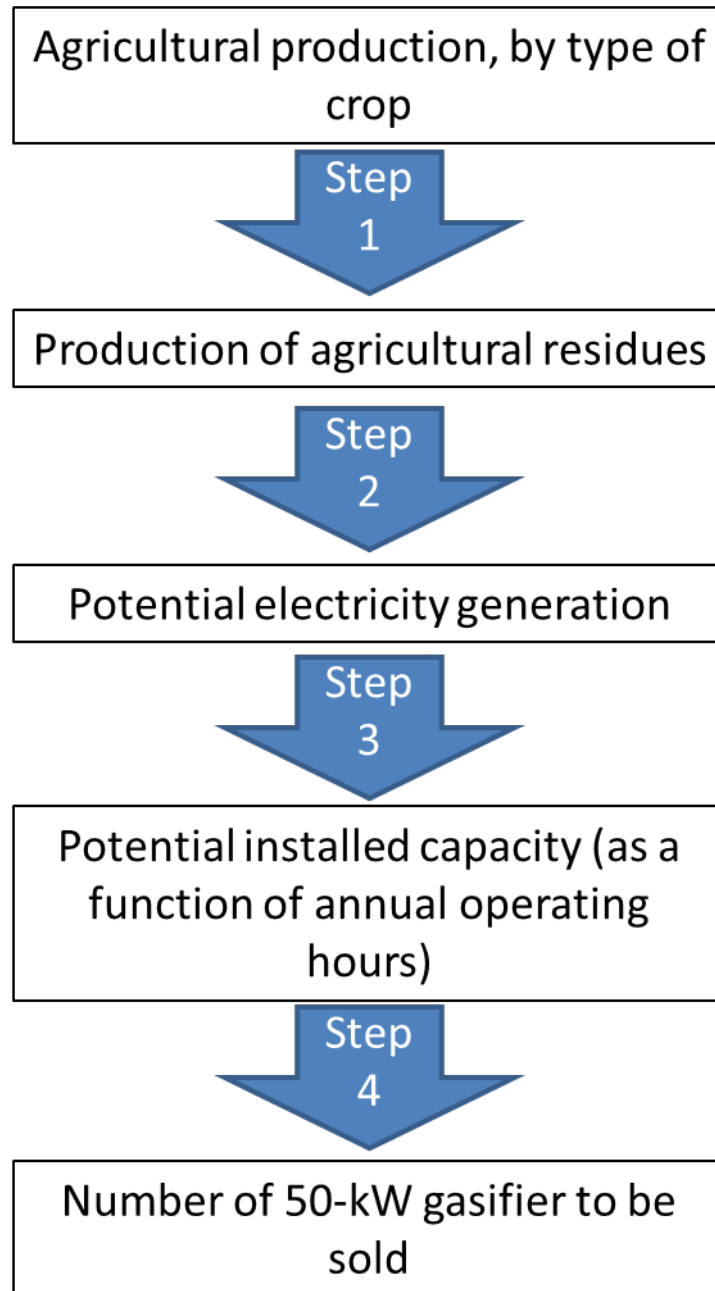 Agricultural production, by type of
crop
Step
1
Production of agricultural residues
Step
2
Potential electricity generation
Step
3
Potential installed capacity (as a
function of annual operating
hours)
Step
4
Number of 50-kW gasifier to be
sold